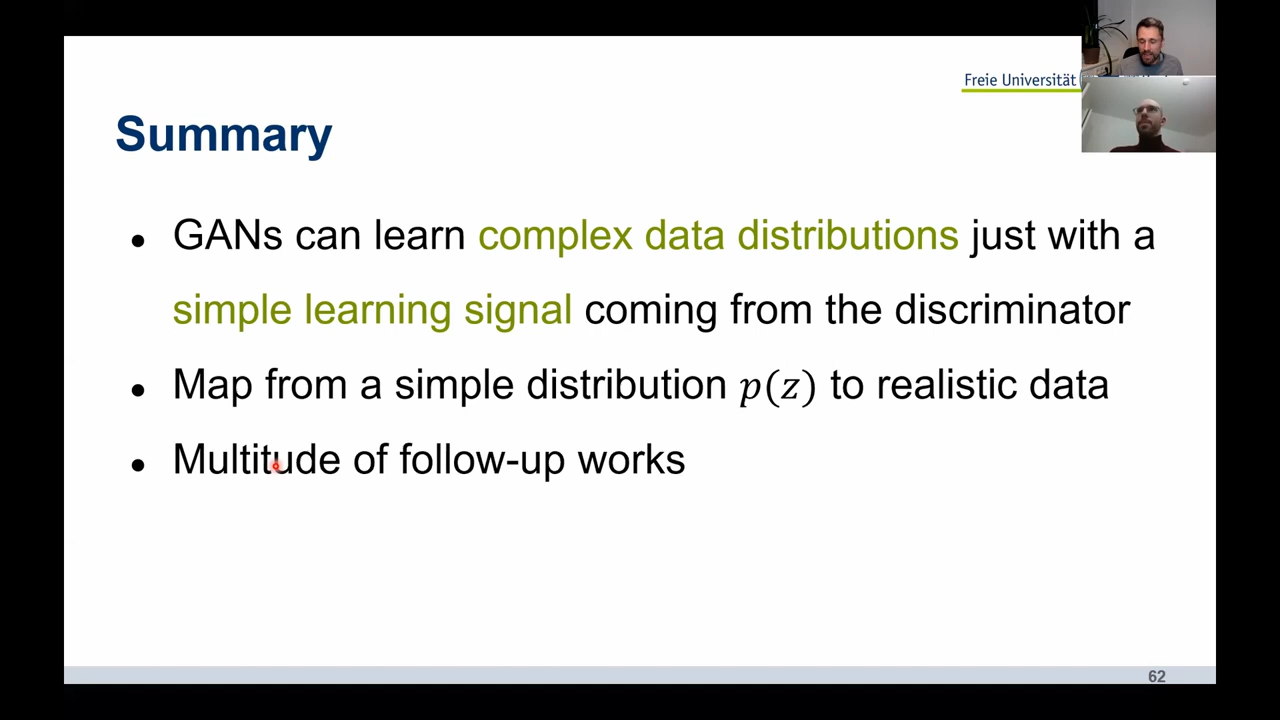 Freie Universität
Summary
• GANs can learn complex data distributions just with a
simple learning signal coming from the discriminator
• Map from a simple distribution p(z) to realistic data
• Multitude of follow-up works
62